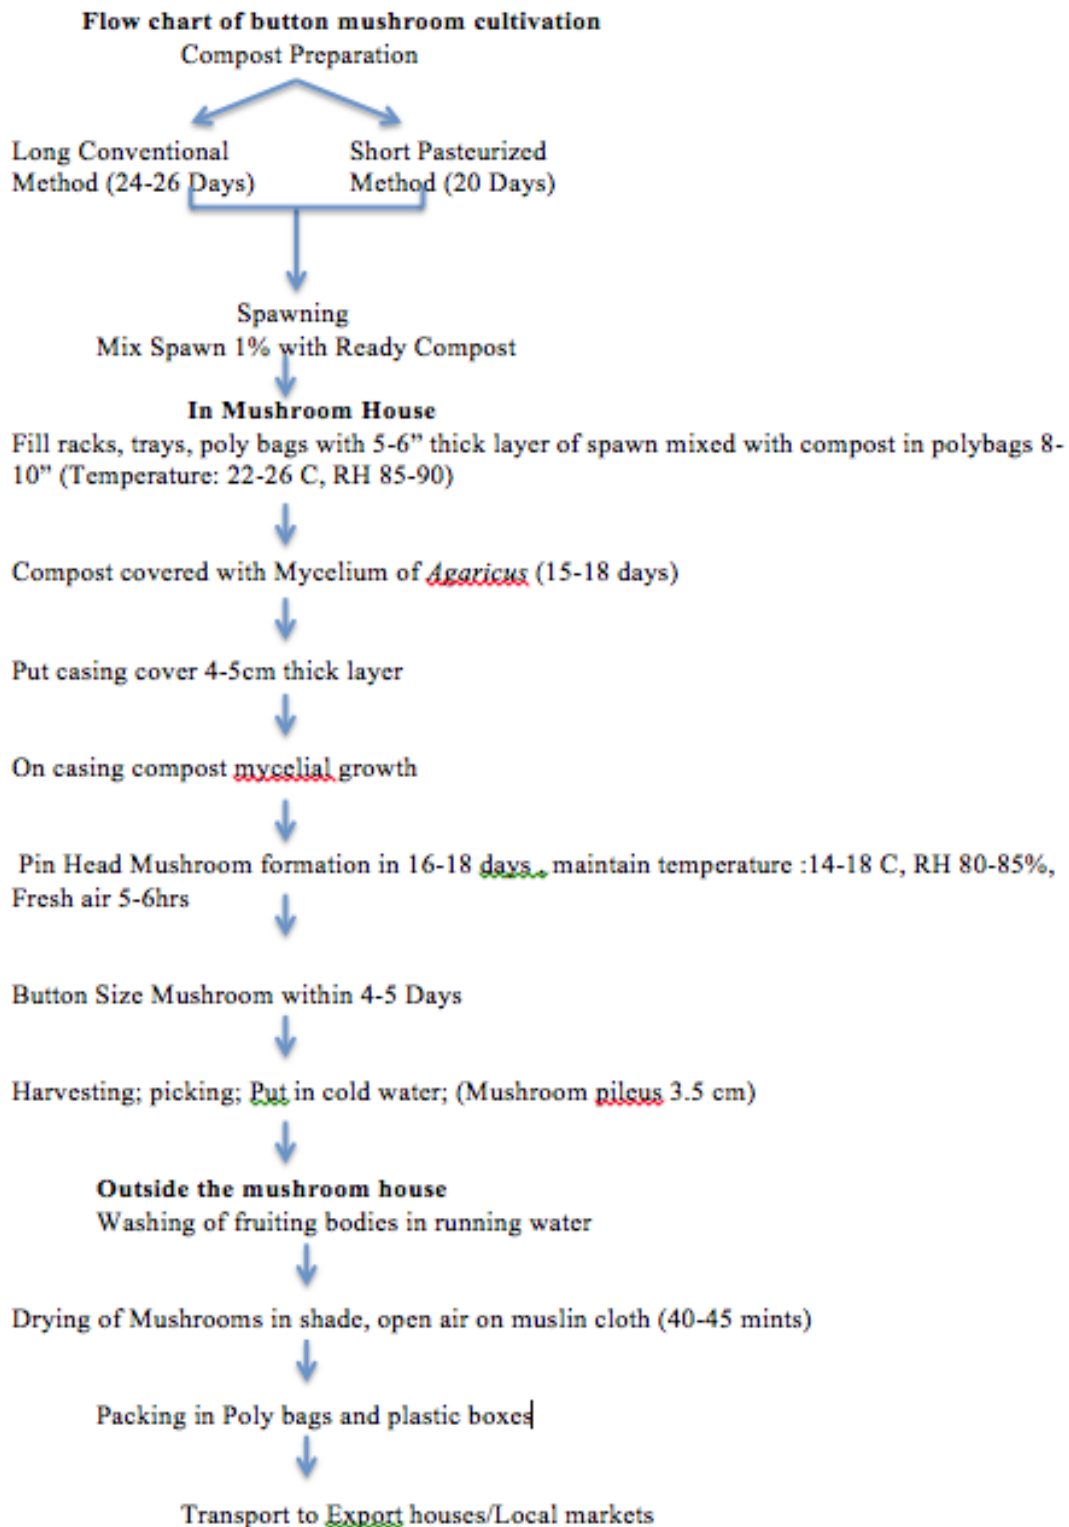 Flow chart of button mushroom cultivation
Compost Preparation
Long Conventional
Method (24-26 Days)
Short Pasteurized
Method (20 Days)
Spawning
Mix Spawn 1% with Ready Compost
In Mushroom House
Fill racks, trays, poly bags with 5-6” thick layer of spawn mixed with compost in polybags 8-
10” (Temperature: 22-26 C, RH 85-90)
Compost covered with Mycelium of Agaricus (15-18 days)
Put casing cover 4-5cm thick layer
On casing compost mycelial growth
Pin Head Mushroom formation in 16-18 days , maintain temperature :14-18 C, RH 80-85%,
Fresh air 5-6hrs
Button Size Mushroom within 4-5 Days
Harvesting; picking; Put in cold water; (Mushroom pileus 3.5 cm)
Outside the mushroom house
Washing of fruiting bodies in running water
Drying of Mushrooms in shade, open air on muslin cloth (40-45 mints)
Packing in Poly bags and plastic boxes
Transport to Export houses/Local markets